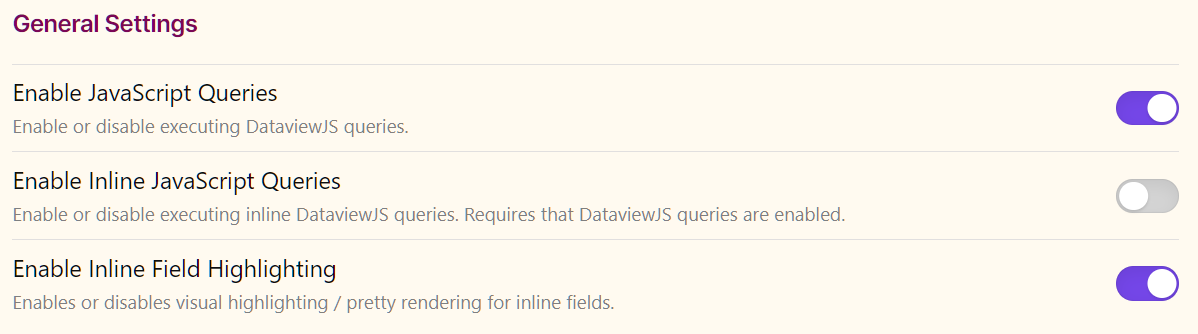 General Settings
Enable JavaScript Queries
Enable or disable executing DataviewJS queries.
Enable Inline JavaScript Queries
Enable or disable executing inline DataviewJS queries. Requires that DataviewJS queries are enabled.
Enable Inline Field Highlighting
Enables or disables visual highlighting / pretty rendering for inline fields.